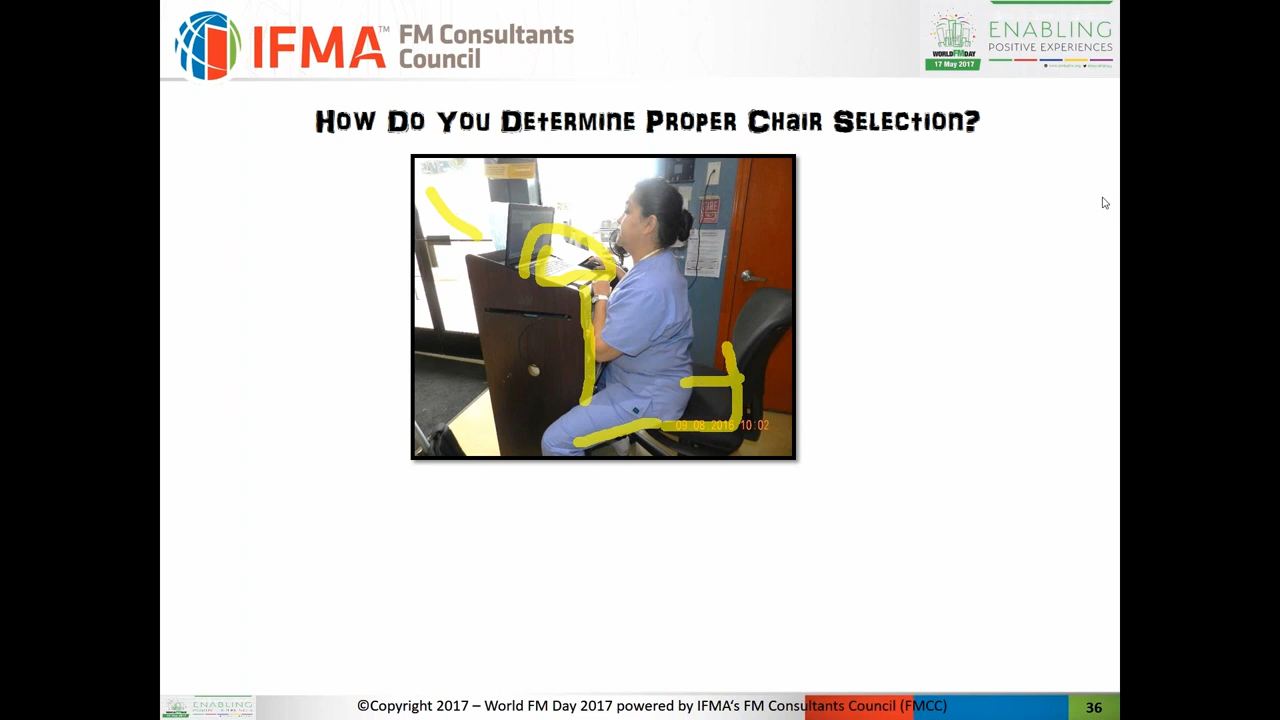 IFMA™ FM Consultants
Council
WORLD FM DAY
17 May 2017
ENABLING
POSITIVE EXPERIENCES
How Do You Determine Proper Chair Selection?
09 08 2016 10:02
ENABLING
©Copyright 2017 – World FM Day 2017 powered by IFMA's FM Consultants Council (FMCC)
36